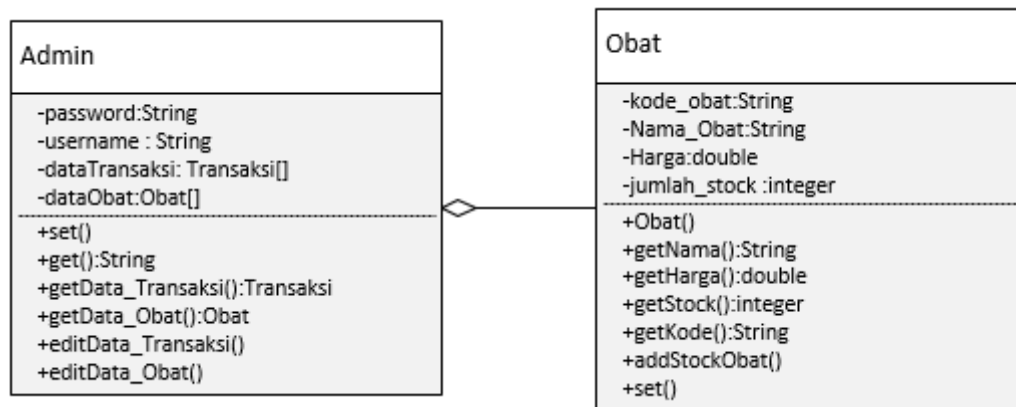 Admin
-password:String
-username : String
-dataTransaksi: Transaksi[]
-dataObat:Obat[]
+set()
+get():String
+getData_Transaksi():Transaksi
+getData_Obat():Obat
+editData_Transaksi()
+editData_Obat()
Obat
-kode_obat:String
-Nama_Obat:String
-Harga:double
-jumlah_stock :integer
+Obat()
+getNama():String
+getHarga():double
+getStock():integer
+getKode():String
+addStockObat()
+set()